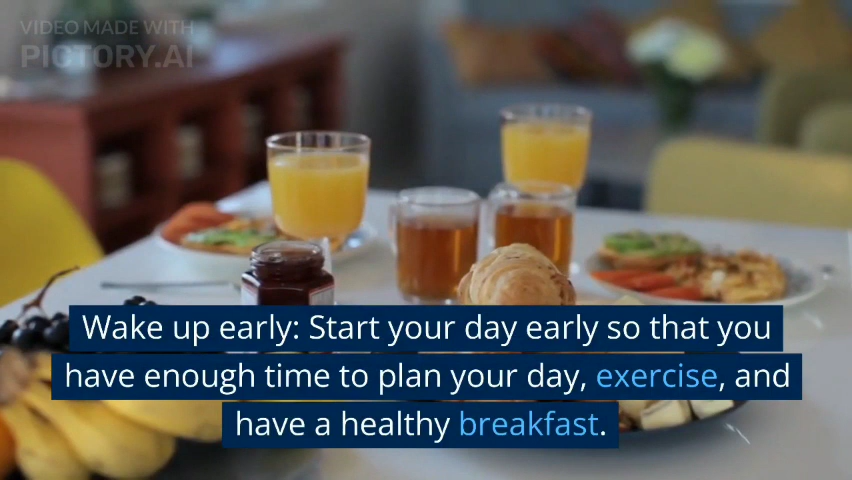 VIDEO MADE WITH
PICTORY.AI
Wake up early: Start your day early so that you
have enough time to plan your day, exercise, and
have a healthy breakfast.